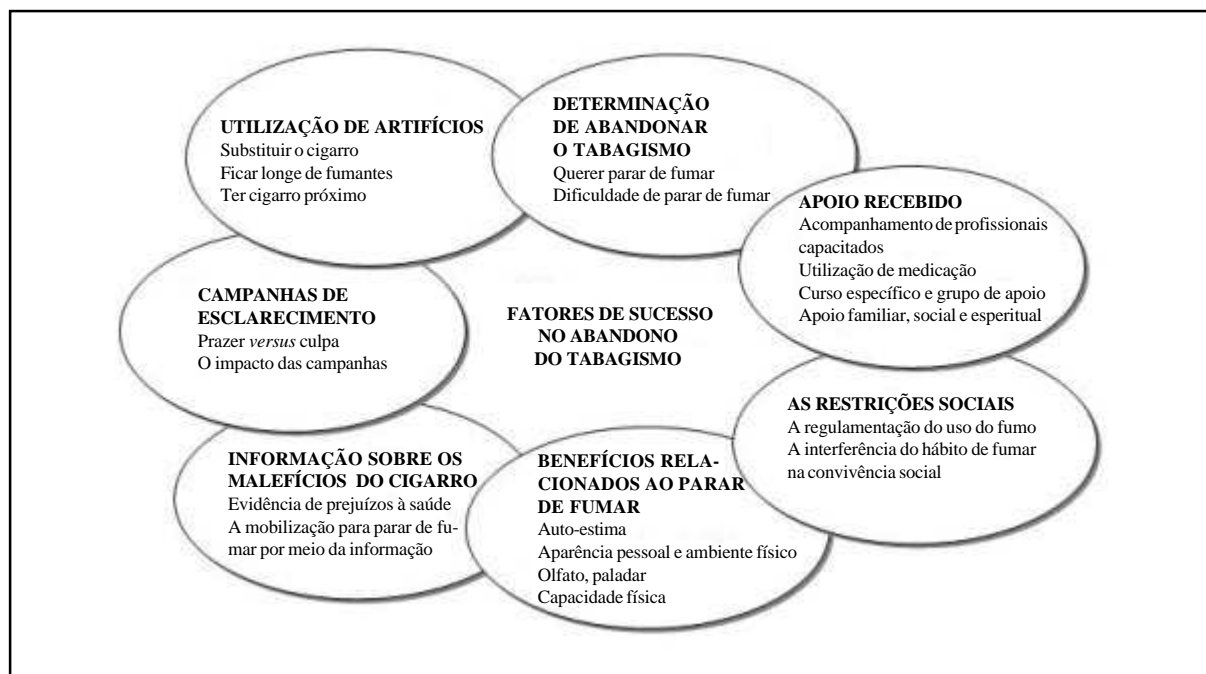 UTILIZAÇÃO DE ARTIFÍCIOS
Substituir o cigarro
Ficar longe de fumantes
Ter cigarro próximo
DETERMINAÇÃO
DE ABANDONAR
O TABAGISMO
Querer parar de fumar
Dificuldade de parar de fumar
APOIO RECEBIDO
Acompanhamento de profissionais
capacitados
Utilização de medicação
Curso específico e grupo de apoio
Apoio familiar, social e esperitual
CAMPANHAS DE
ESCLARECIMENTO
Prazer versus culpa
O impacto das campanhas
FATORES DE SUCESSO
NO ABANDONO
DO TABAGISMO
AS RESTRIÇÕES SOCIAIS
A regulamentação do uso do fumo
A interferência do hábito de fumar
na convivência social
INFORMAÇÃO SOBRE OS
MALEFÍCIOS DO CIGARRO
Evidência de prejuízos à saúde
A mobilização para parar de fu-
mar por meio da informação
BENEFÍCIOS RELA-
CIONADOS AO PARAR
DE FUMAR
Auto-estima
Aparência pessoal e ambiente físico
Olfato, paladar
Capacidade física